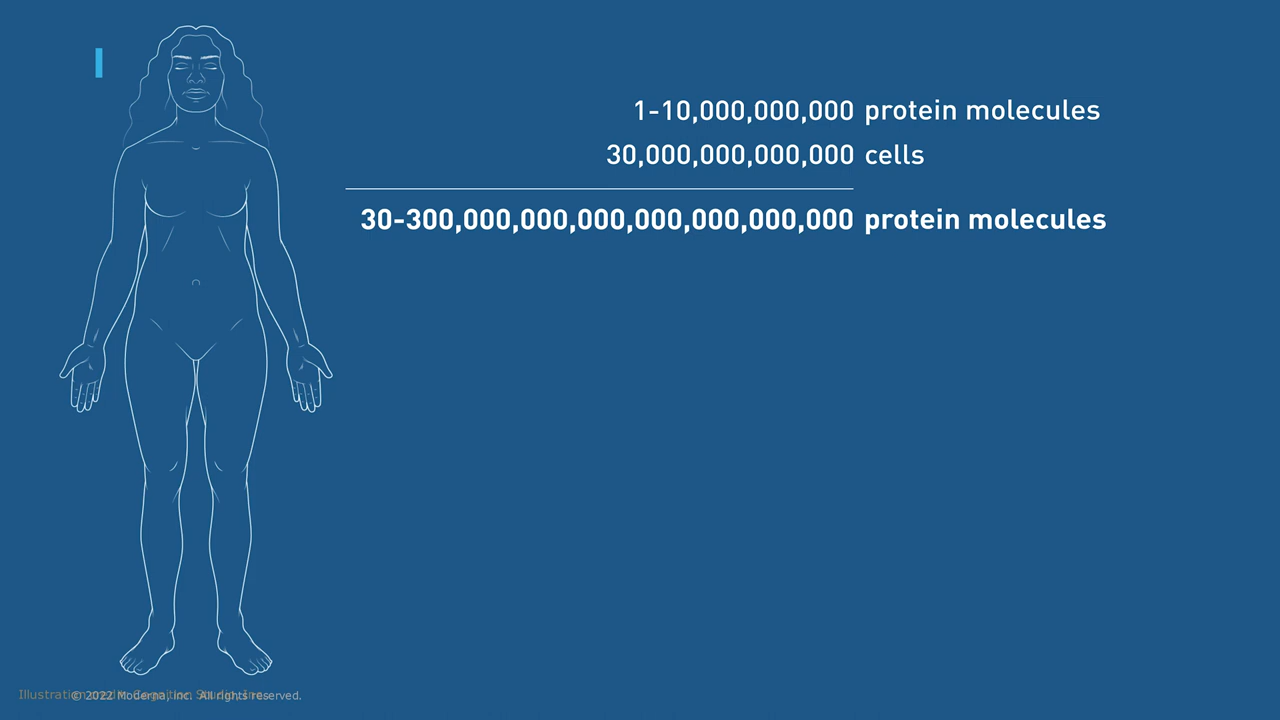 1-10,000,000,000 protein molecules
30,000,000,000,000 cells
30-300,000,000,000,000,000,000,000 protein molecules
© 2022 Moderna, Inc. All rights reserved.